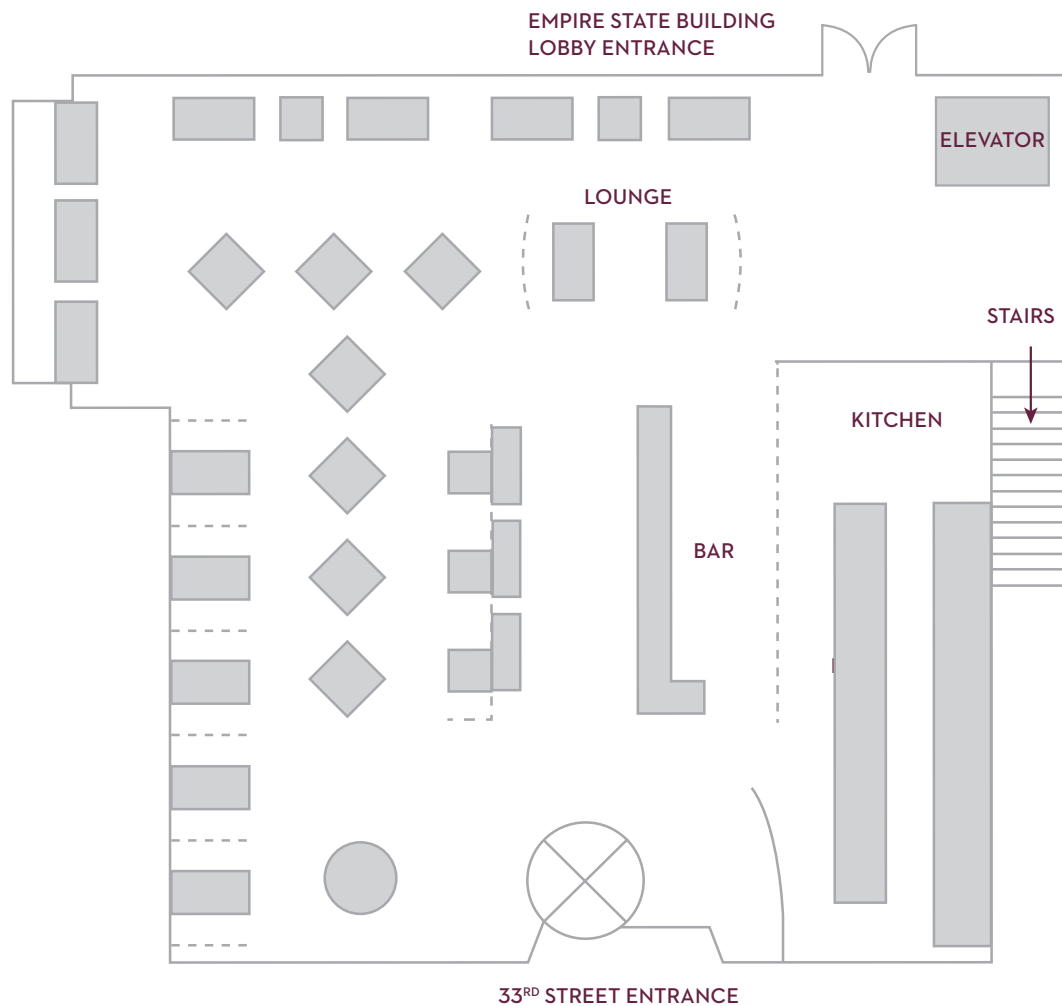 EMPIRE STATE BUILDING
LOBBY ENTRANCE
ELEVATOR
LOUNGE
STAIRS
KITCHEN
BAR
33RD STREET ENTRANCE